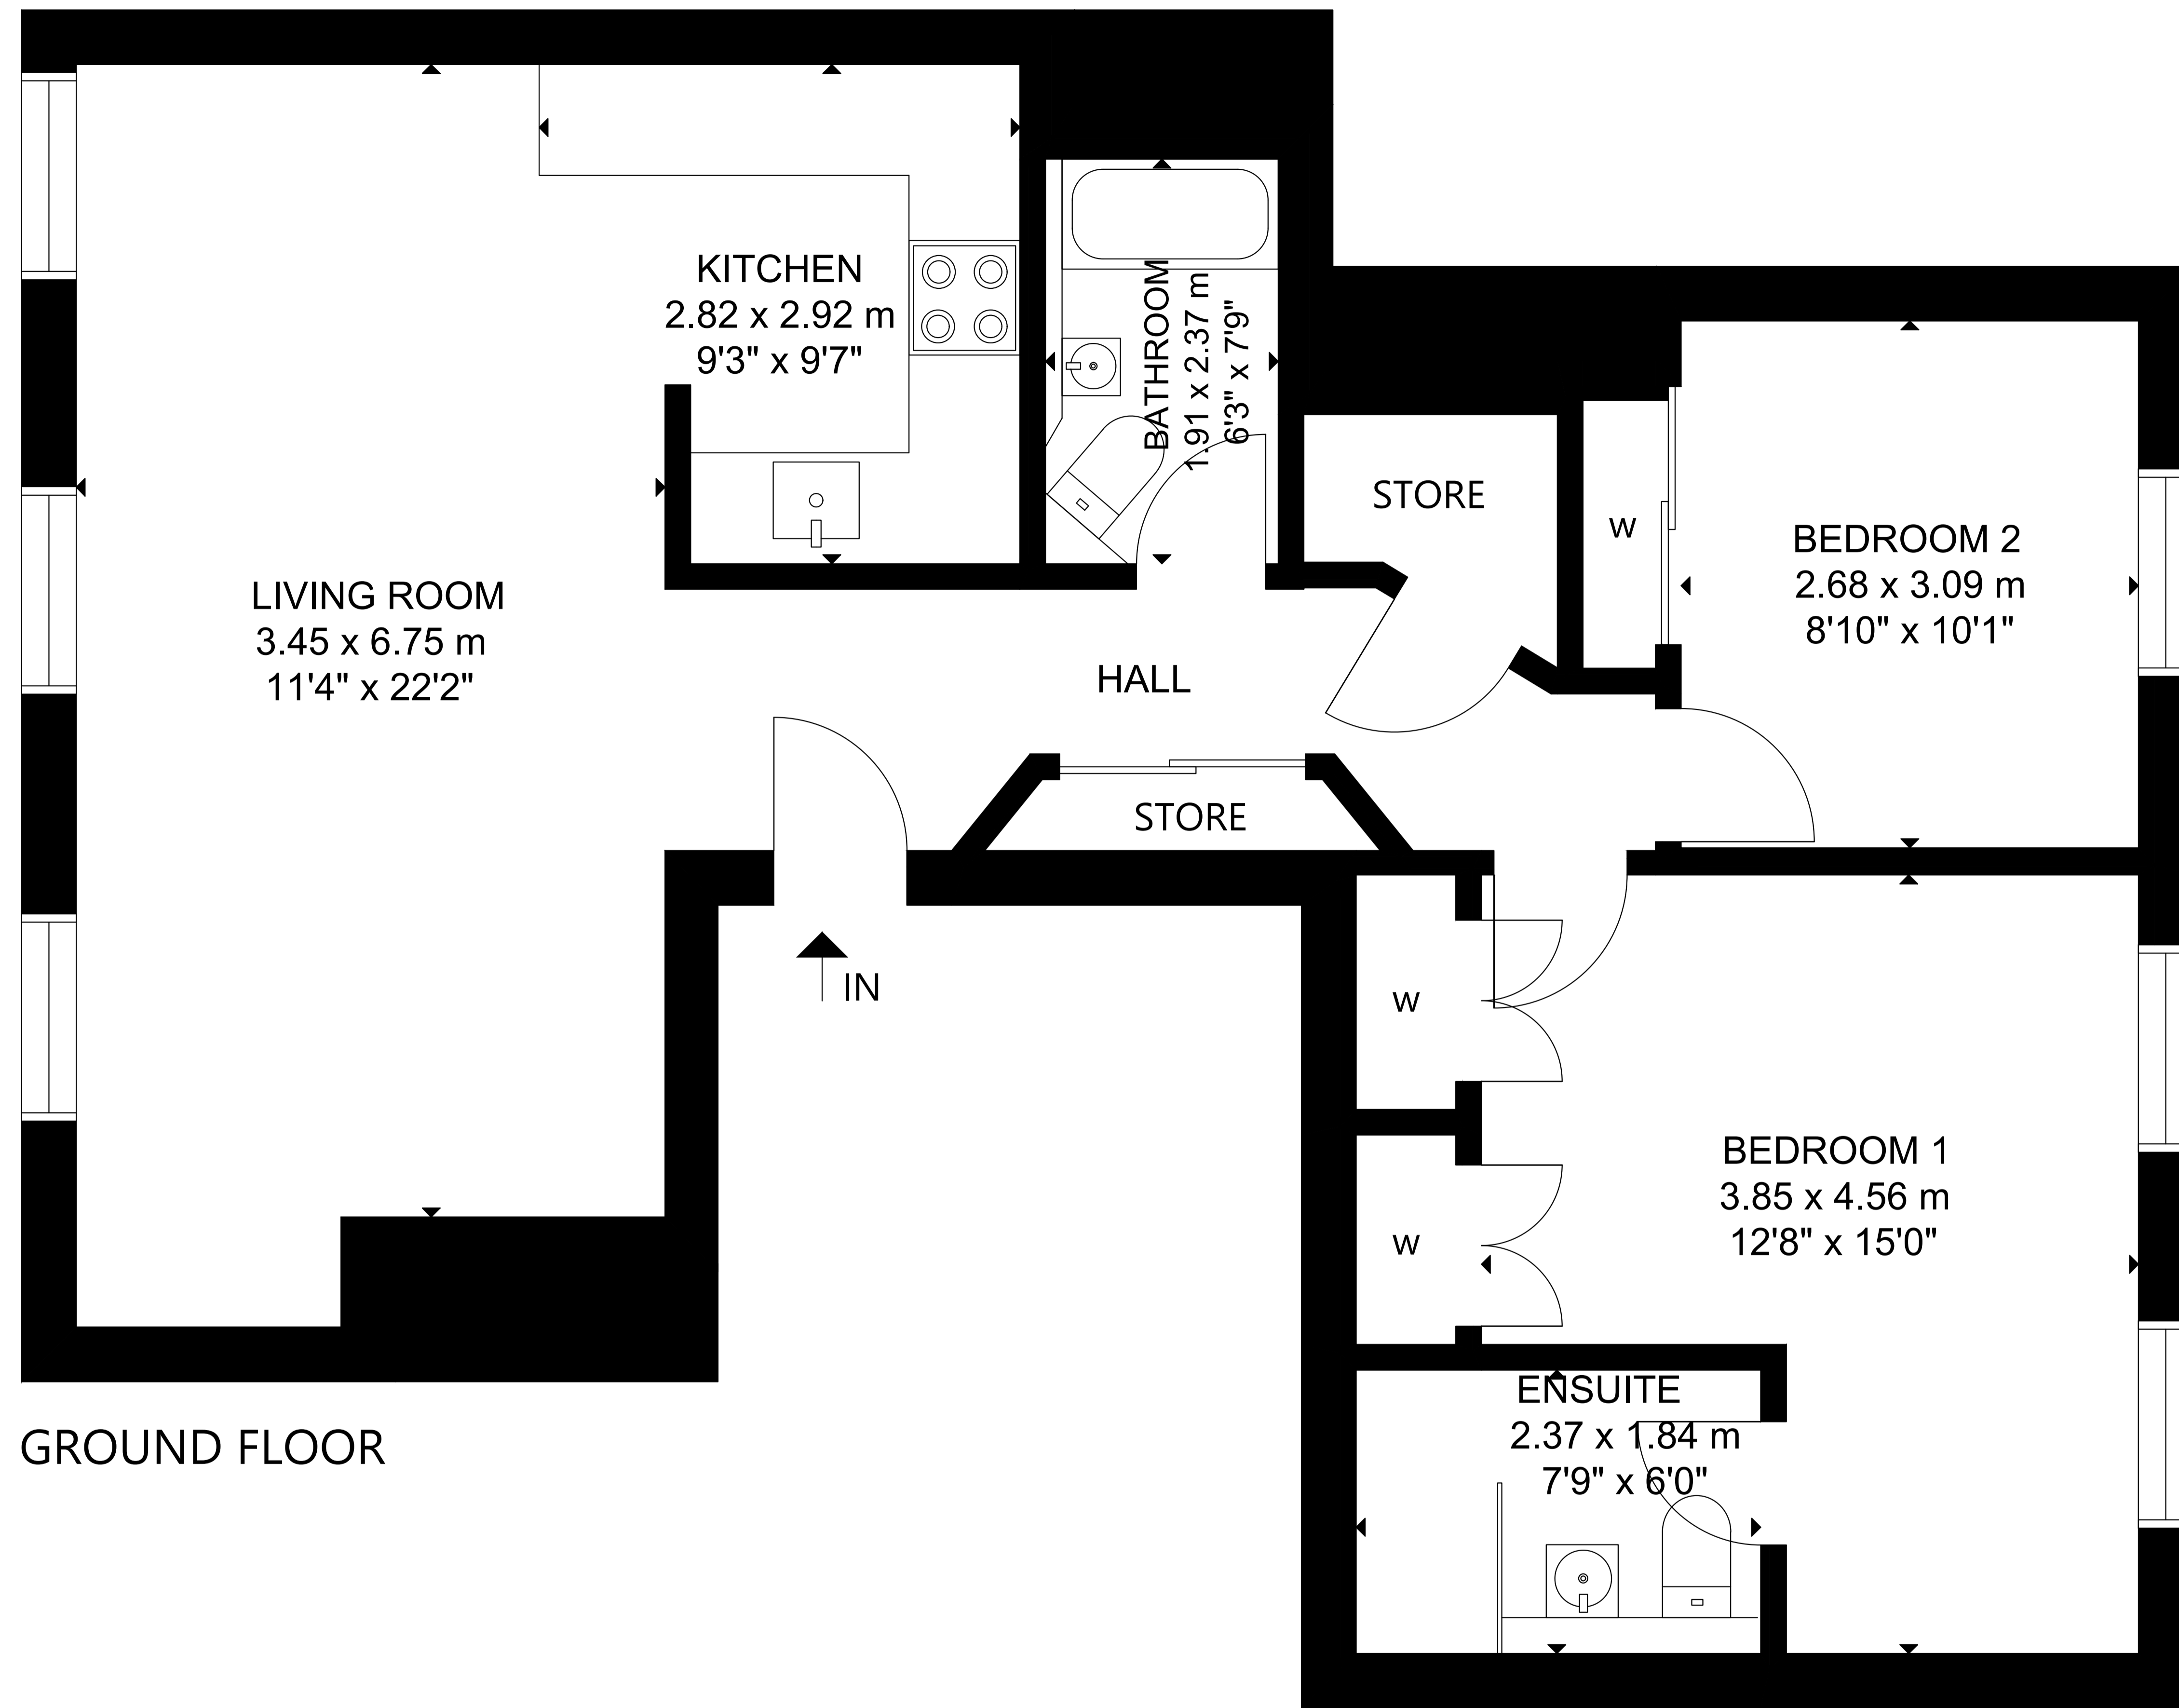 KITCHEN
2.82 x 2.92 m
9'3" x 9'7"
BATHROOM
1.91 x 2.37 m
6'3" x 7'9"
STORE
W
BEDROOM 2
2.68 x 3.09 m
8'10" x 10'1"
LIVING ROOM
3.45 x 6.75 m
11'4" x 22'2"
HALL
STORE
IN
W
BEDROOM 1
3.85 x 4.56 m
12'8" x 15'0"
W
ENSUITE
2.37 x 1.84 m
7'9" x 6'0"
GROUND FLOOR